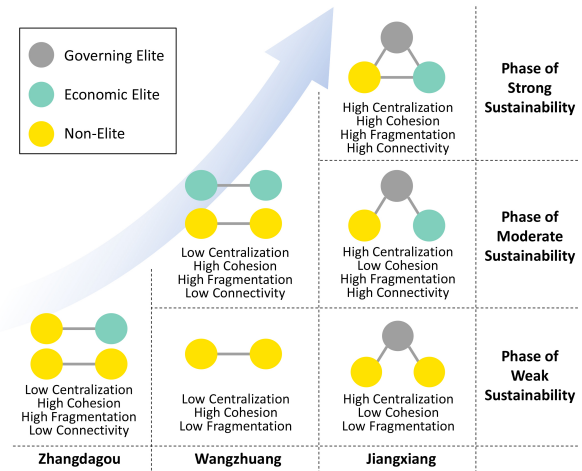 Governing Elite
Economic Elite
Non-Elite
High Centralization
High Cohesion
High Fragmentation
High Connectivity
Phase of
Strong
Sustainability
Low Centralization
High Cohesion
High Fragmentation
Low Connectivity
High Centralization
Low Cohesion
High Fragmentation
High Connectivity
Phase of
Moderate
Sustainability
Low Centralization
High Cohesion
High Fragmentation
Low Connectivity
Low Centralization
High Cohesion
Low Fragmentation
High Centralization
Low Cohesion
Low Fragmentation
Phase of
Weak
Sustainability
Zhangdagou
Wangzhuang
Jiangxiang